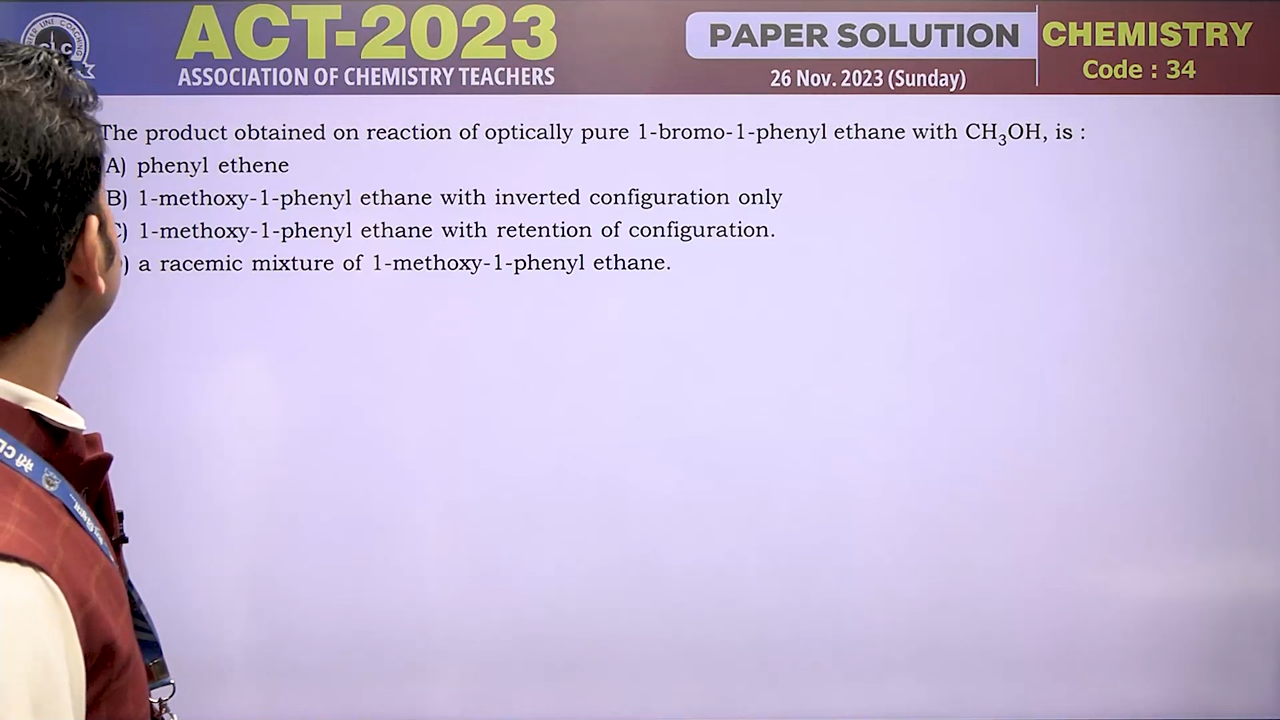 ACT-2023
ASSOCIATION OF CHEMISTRY TEACHERS
PAPER SOLUTION
26 Nov. 2023 (Sunday)
CHEMISTRY
Code : 34
The product obtained on reaction of optically pure 1-bromo-1-phenyl ethane with CH₃OH, is :
A) phenyl ethene
B) 1-methoxy-1-phenyl ethane with inverted configuration only
C) 1-methoxy-1-phenyl ethane with retention of configuration.
) a racemic mixture of 1-methoxy-1-phenyl ethane.